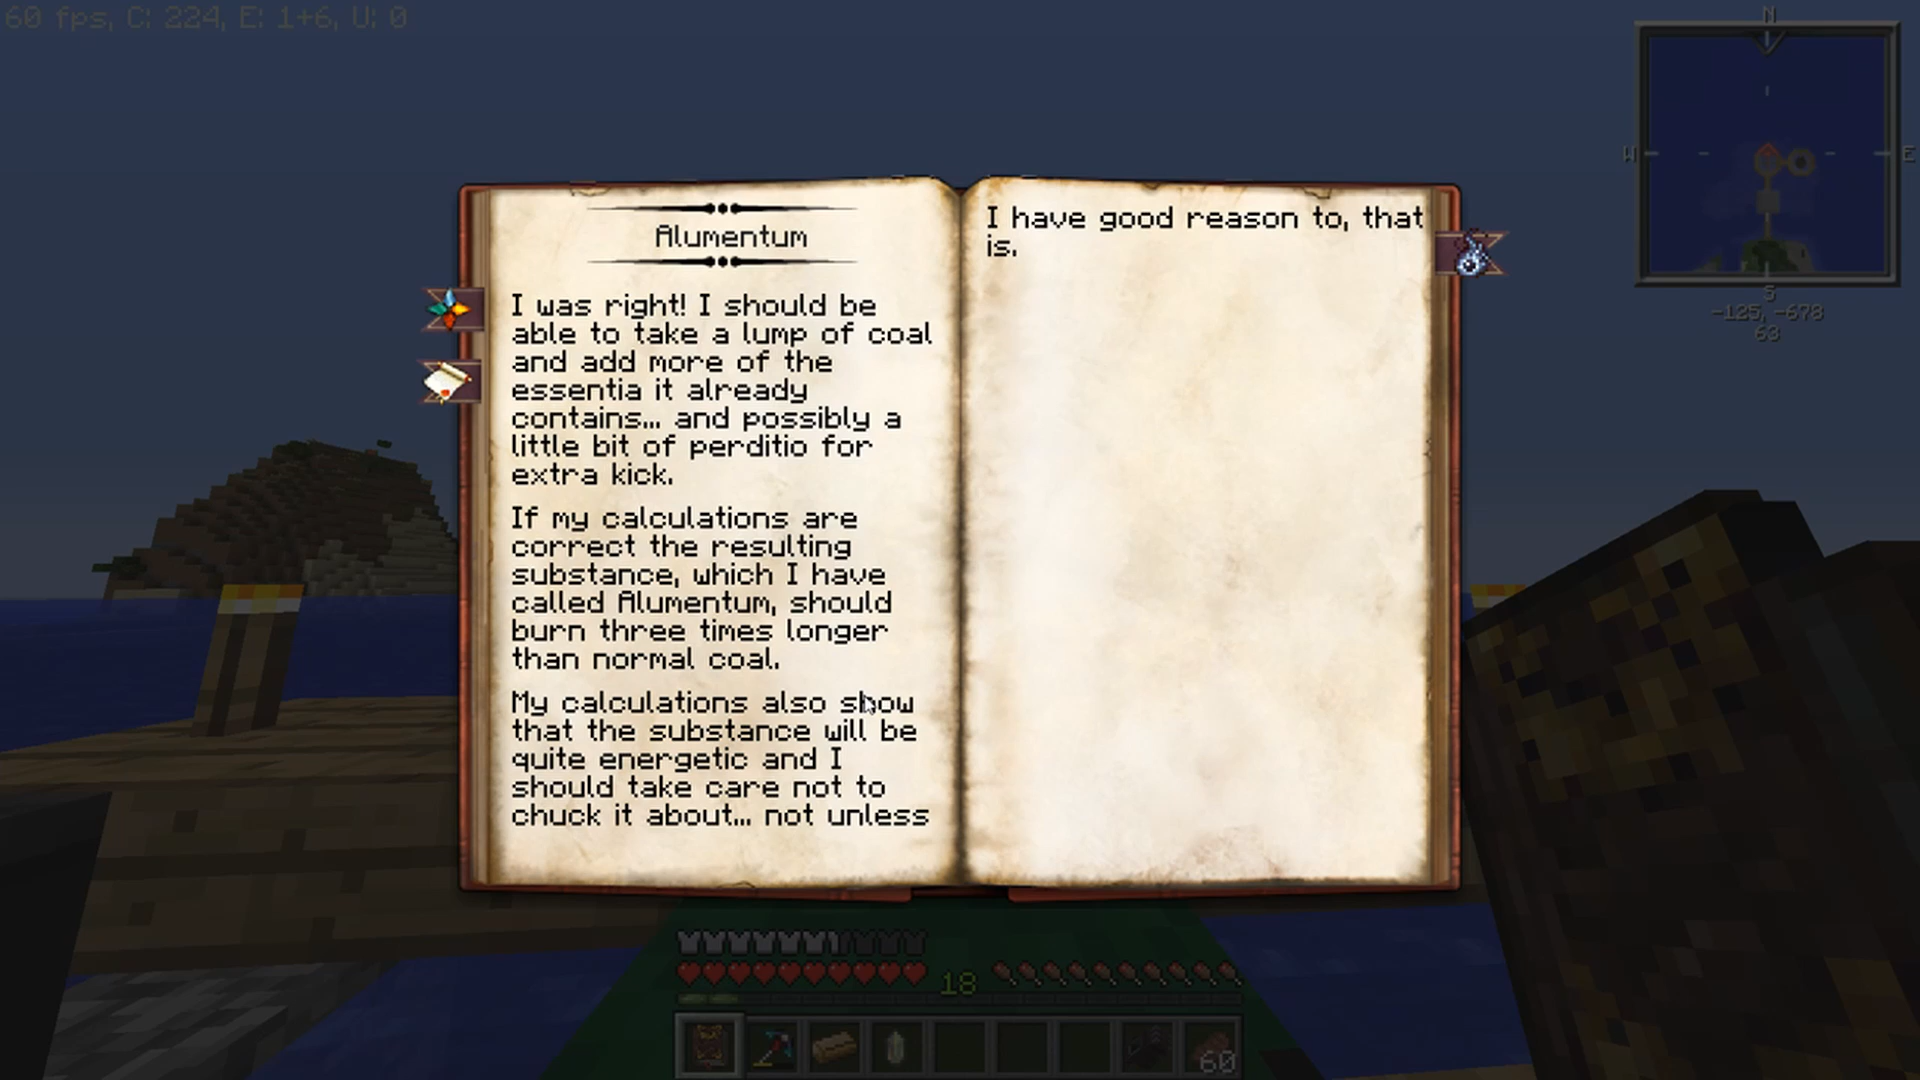 60 fps, C: 224, E: 1+6, U: 0
N
W
E
S
-125, -678
63
Alumentum
I was right! I should be
able to take a lump of coal
and add more of the
essentia it already
contains... and possibly a
little bit of perditio for
extra kick.
If my calculations are
correct the resulting
substance, which I have
called Alumentum, should
burn three times longer
than normal coal.
My calculations also show
that the substance will be
quite energetic and I
should take care not to
chuck it about... not unless
I have good reason to, that
is.
18
60